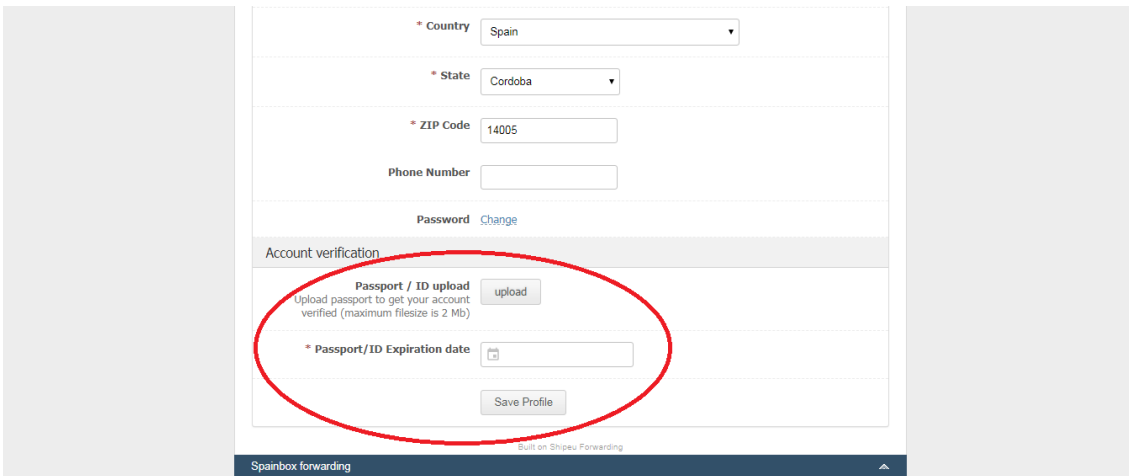 * Country Spain
* State Cordoba
* ZIP Code 14005
Phone Number
Password Change
Account verification
Passport / ID upload upload
Upload passport to get your account
verified (maximum filesize is 2 Mb)
* Passport/ID Expiration date
Save Profile
Built on Shipeu Forwarding
Spainbox forwarding